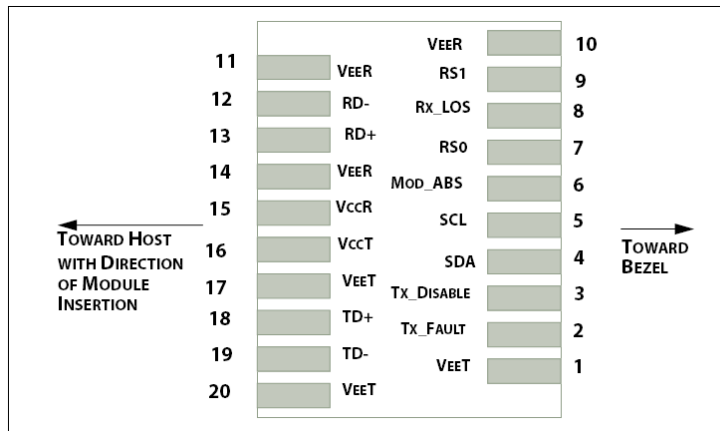 11 VEER
12 RD-
13 RD+
14 VEER
15 VCCR
16 VCCT
17 VEET
18 TD+
19 TD-
20 VEET
VEER 10
RS1 9
RX_LOS 8
RS0 7
MOD_ABS 6
SCL 5
SDA 4
TX_DISABLE 3
TX_FAULT 2
VEET 1
TOWARD HOST
WITH DIRECTION
OF MODULE
INSERTION
TOWARD
BEZEL